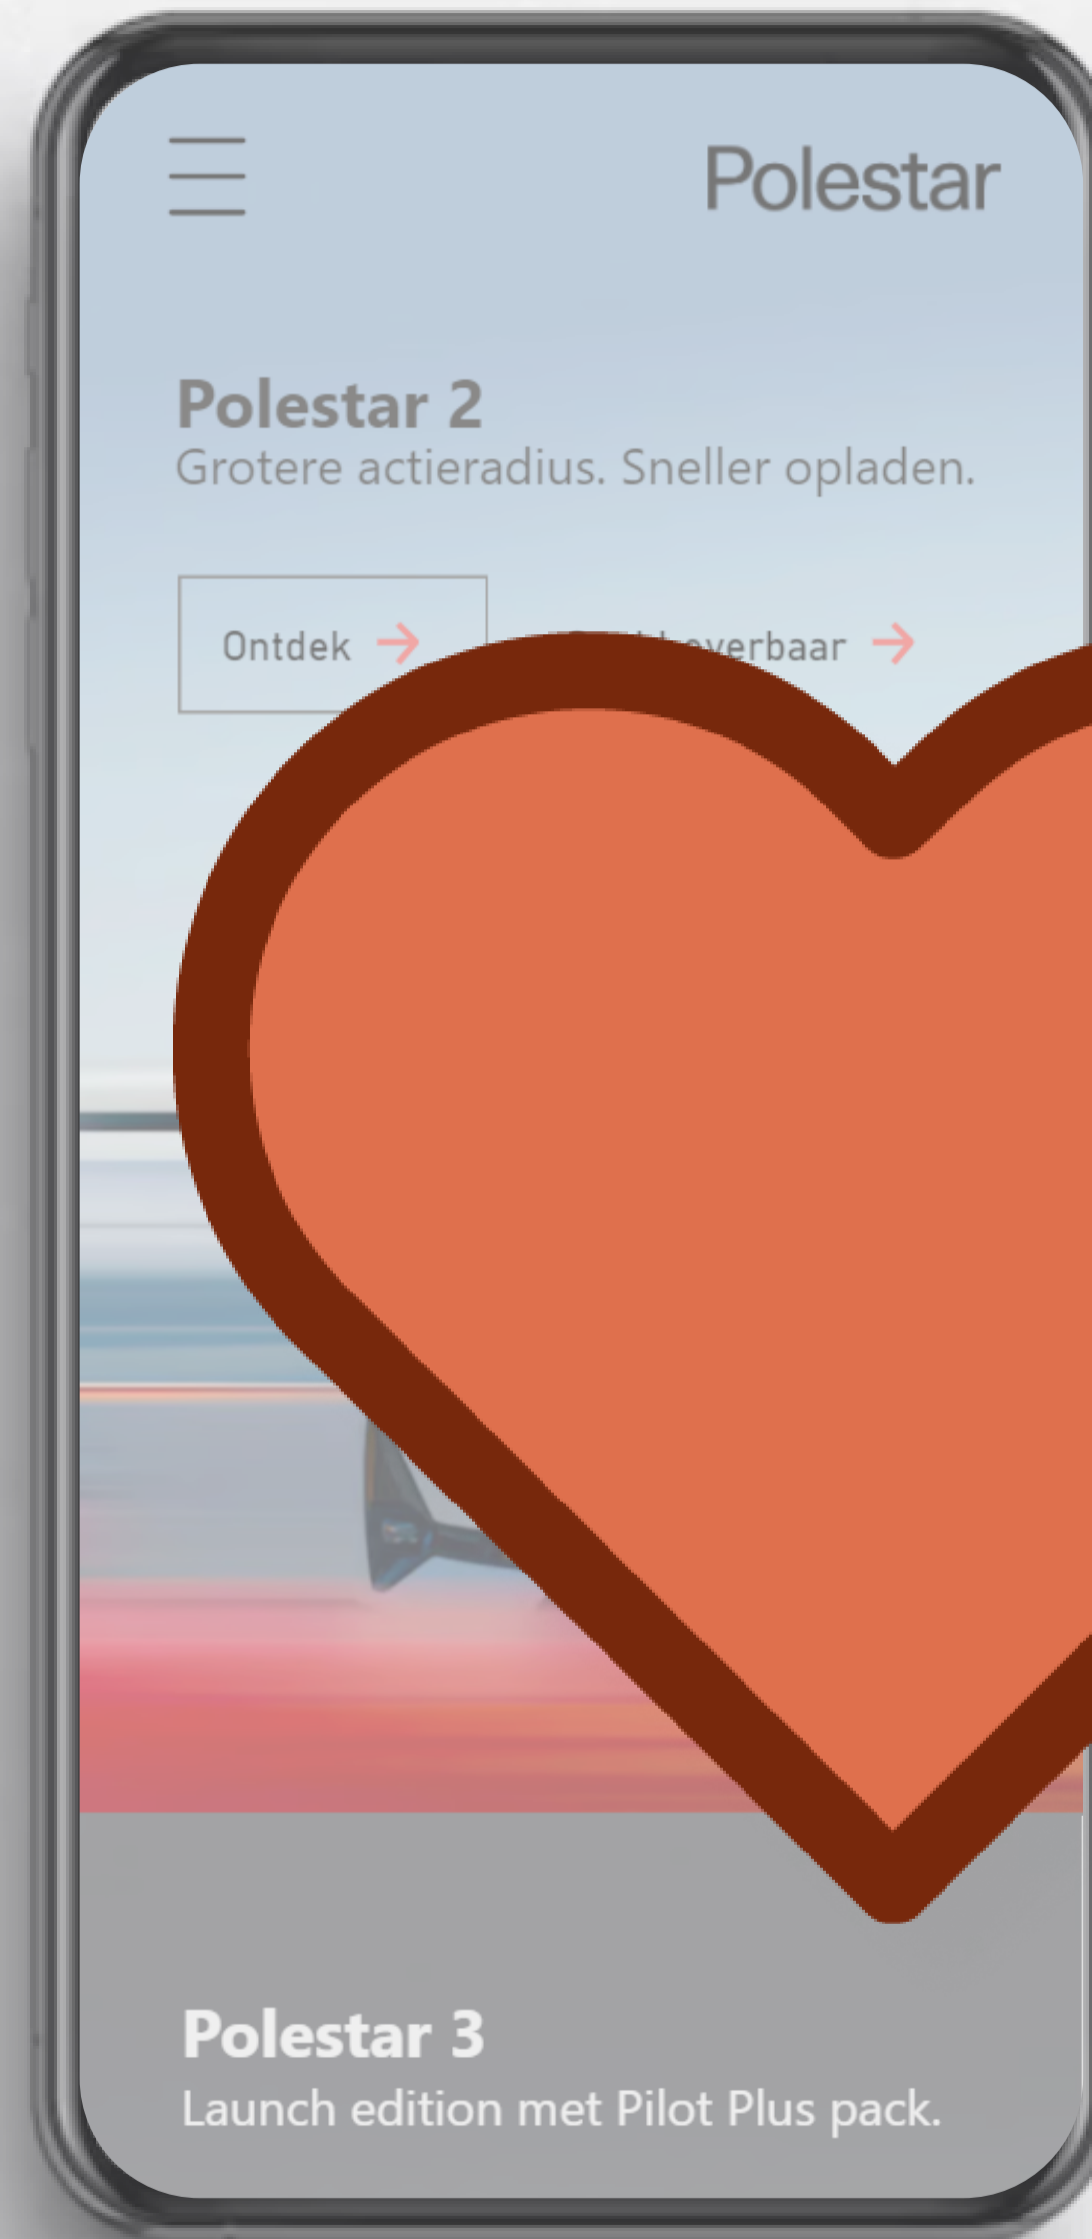 Polestar
Polestar 2
Grotere actieradius. Sneller opladen.
Ontdek
Polestar 3
Launch edition met Pilot Plus pack.